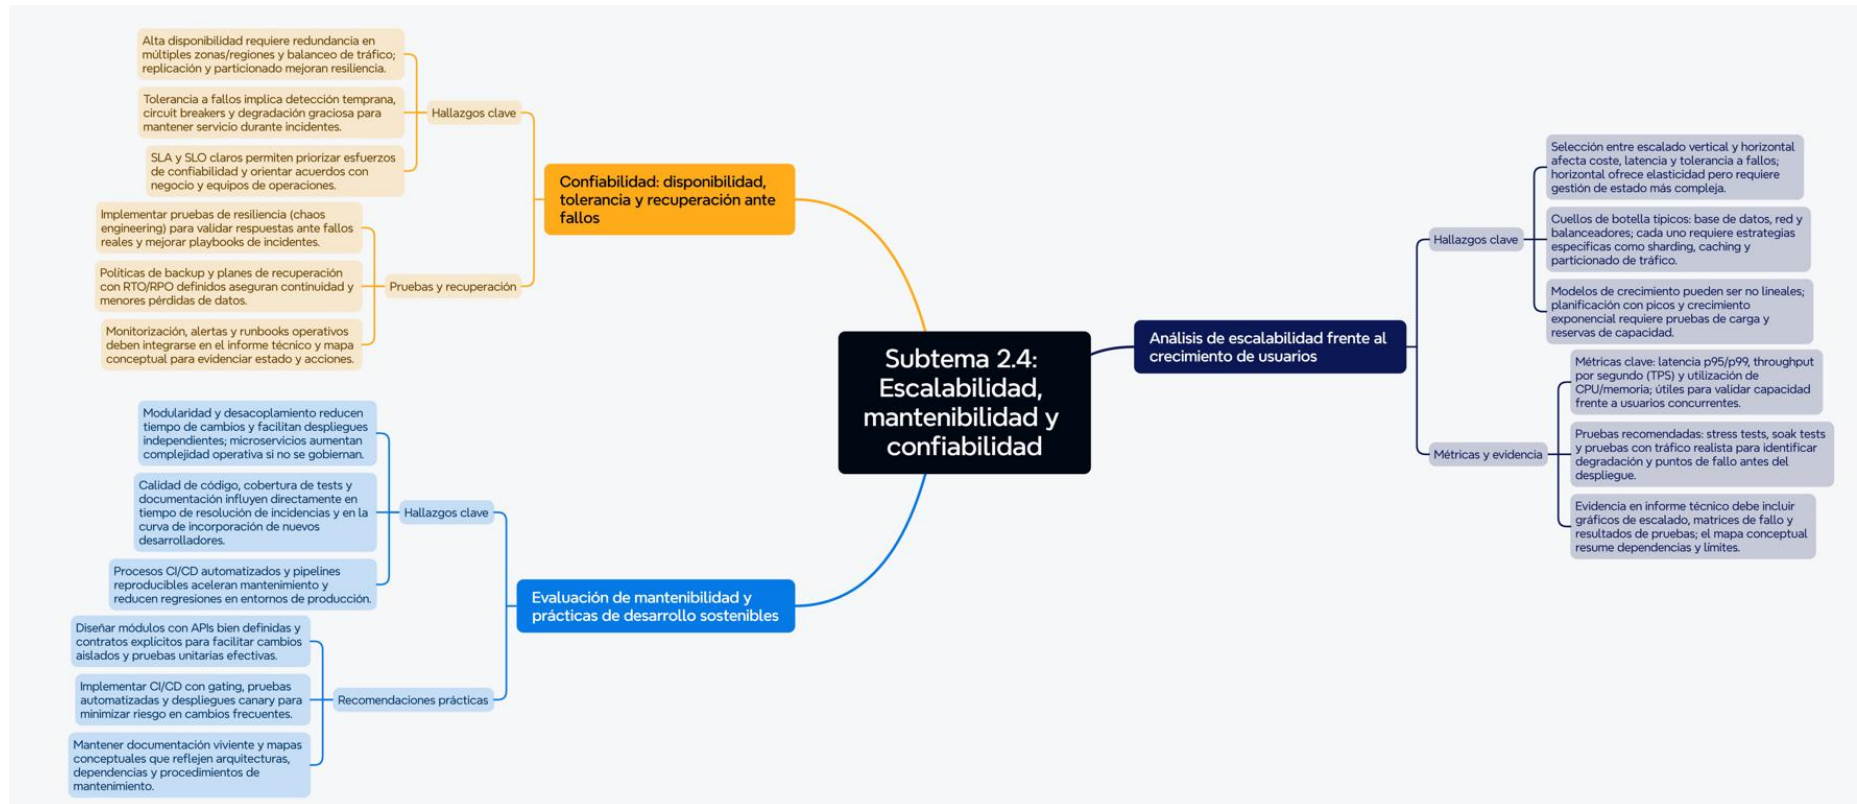 Subtema 2.4:
Escalabilidad,
mantenibilidad y
confiabilidad
Confiabilidad: disponibilidad,
tolerancia y recuperación ante
fallos
Hallazgos clave
Alta disponibilidad requiere redundancia en
múltiples zonas/regiones y balanceo de tráfico;
replicación y particionado mejoran resiliencia.
Tolerancia a fallos implica detección temprana,
circuit breakers y degradación graciosa para
mantener servicio durante incidentes.
SLA y SLO claros permiten priorizar esfuerzos
de confiabilidad y orientar acuerdos con
negocio y equipos de operaciones.
Pruebas y recuperación
Implementar pruebas de resiliencia (chaos
engineering) para validar respuestas ante fallos
reales y mejorar playbooks de incidentes.
Políticas de backup y planes de recuperación
con RTO/RPO definidos aseguran continuidad y
menores pérdidas de datos.
Monitorización, alertas y runbooks operativos
deben integrarse en el informe técnico y mapa
conceptual para evidenciar estado y acciones.
Evaluación de mantenibilidad y
prácticas de desarrollo sostenibles
Hallazgos clave
Modularidad y desacoplamiento reducen
tiempo de cambios y facilitan despliegues
independientes; microservicios aumentan
complejidad operativa si no se gobiernan.
Calidad de código, cobertura de tests y
documentación influyen directamente en
tiempo de resolución de incidencias y en la
curva de incorporación de nuevos
desarrolladores.
Procesos CI/CD automatizados y pipelines
reproducibles aceleran mantenimiento y
reducen regresiones en entornos de producción.
Recomendaciones prácticas
Diseñar módulos con APIs bien definidas y
contratos explícitos para facilitar cambios
aislados y pruebas unitarias efectivas.
Implementar CI/CD con gating, pruebas
automatizadas y despliegues canary para
minimizar riesgo en cambios frecuentes.
Mantener documentación viviente y mapas
conceptuales que reflejen arquitecturas,
dependencias y procedimientos de
mantenimiento.
Análisis de escalabilidad frente al
crecimiento de usuarios
Hallazgos clave
Selección entre escalado vertical y horizontal
afecta coste, latencia y tolerancia a fallos;
horizontal ofrece elasticidad pero requiere
gestión de estado más compleja.
Cuellos de botella típicos: base de datos, red y
balanceadores; cada uno requiere estrategias
específicas como sharding, caching y
particionado de tráfico.
Modelos de crecimiento pueden ser no lineales;
planificación con picos y crecimiento
exponencial requiere pruebas de carga y
reservas de capacidad.
Métricas y evidencia
Métricas clave: latencia p95/p99, throughput
por segundo (TPS) y utilización de
CPU/memoria; útiles para validar capacidad
frente a usuarios concurrentes.
Pruebas recomendadas: stress tests, soak tests
y pruebas con tráfico realista para identificar
degradación y puntos de fallo antes del
despliegue.
Evidencia en informe técnico debe incluir
gráficos de escalado, matrices de fallo y
resultados de pruebas; el mapa conceptual
resume dependencias y límites.